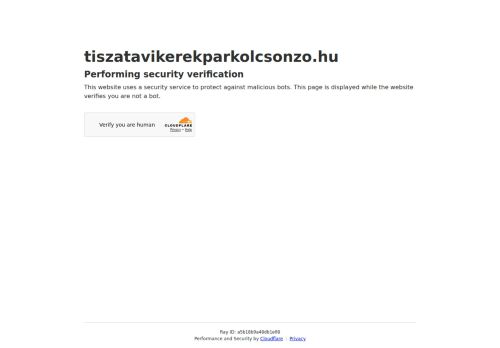 tiszatavikerekparkolcsonzo.hu
Performing security verification
This website uses a security service to protect against malicious bots. This page is displayed while the website
verifies you are not a bot.
Verify you are human
CLOUDFLARE
Privacy • Help
Ray ID: a5b18b9a49db1e89
Performance and Security by Cloudflare | Privacy